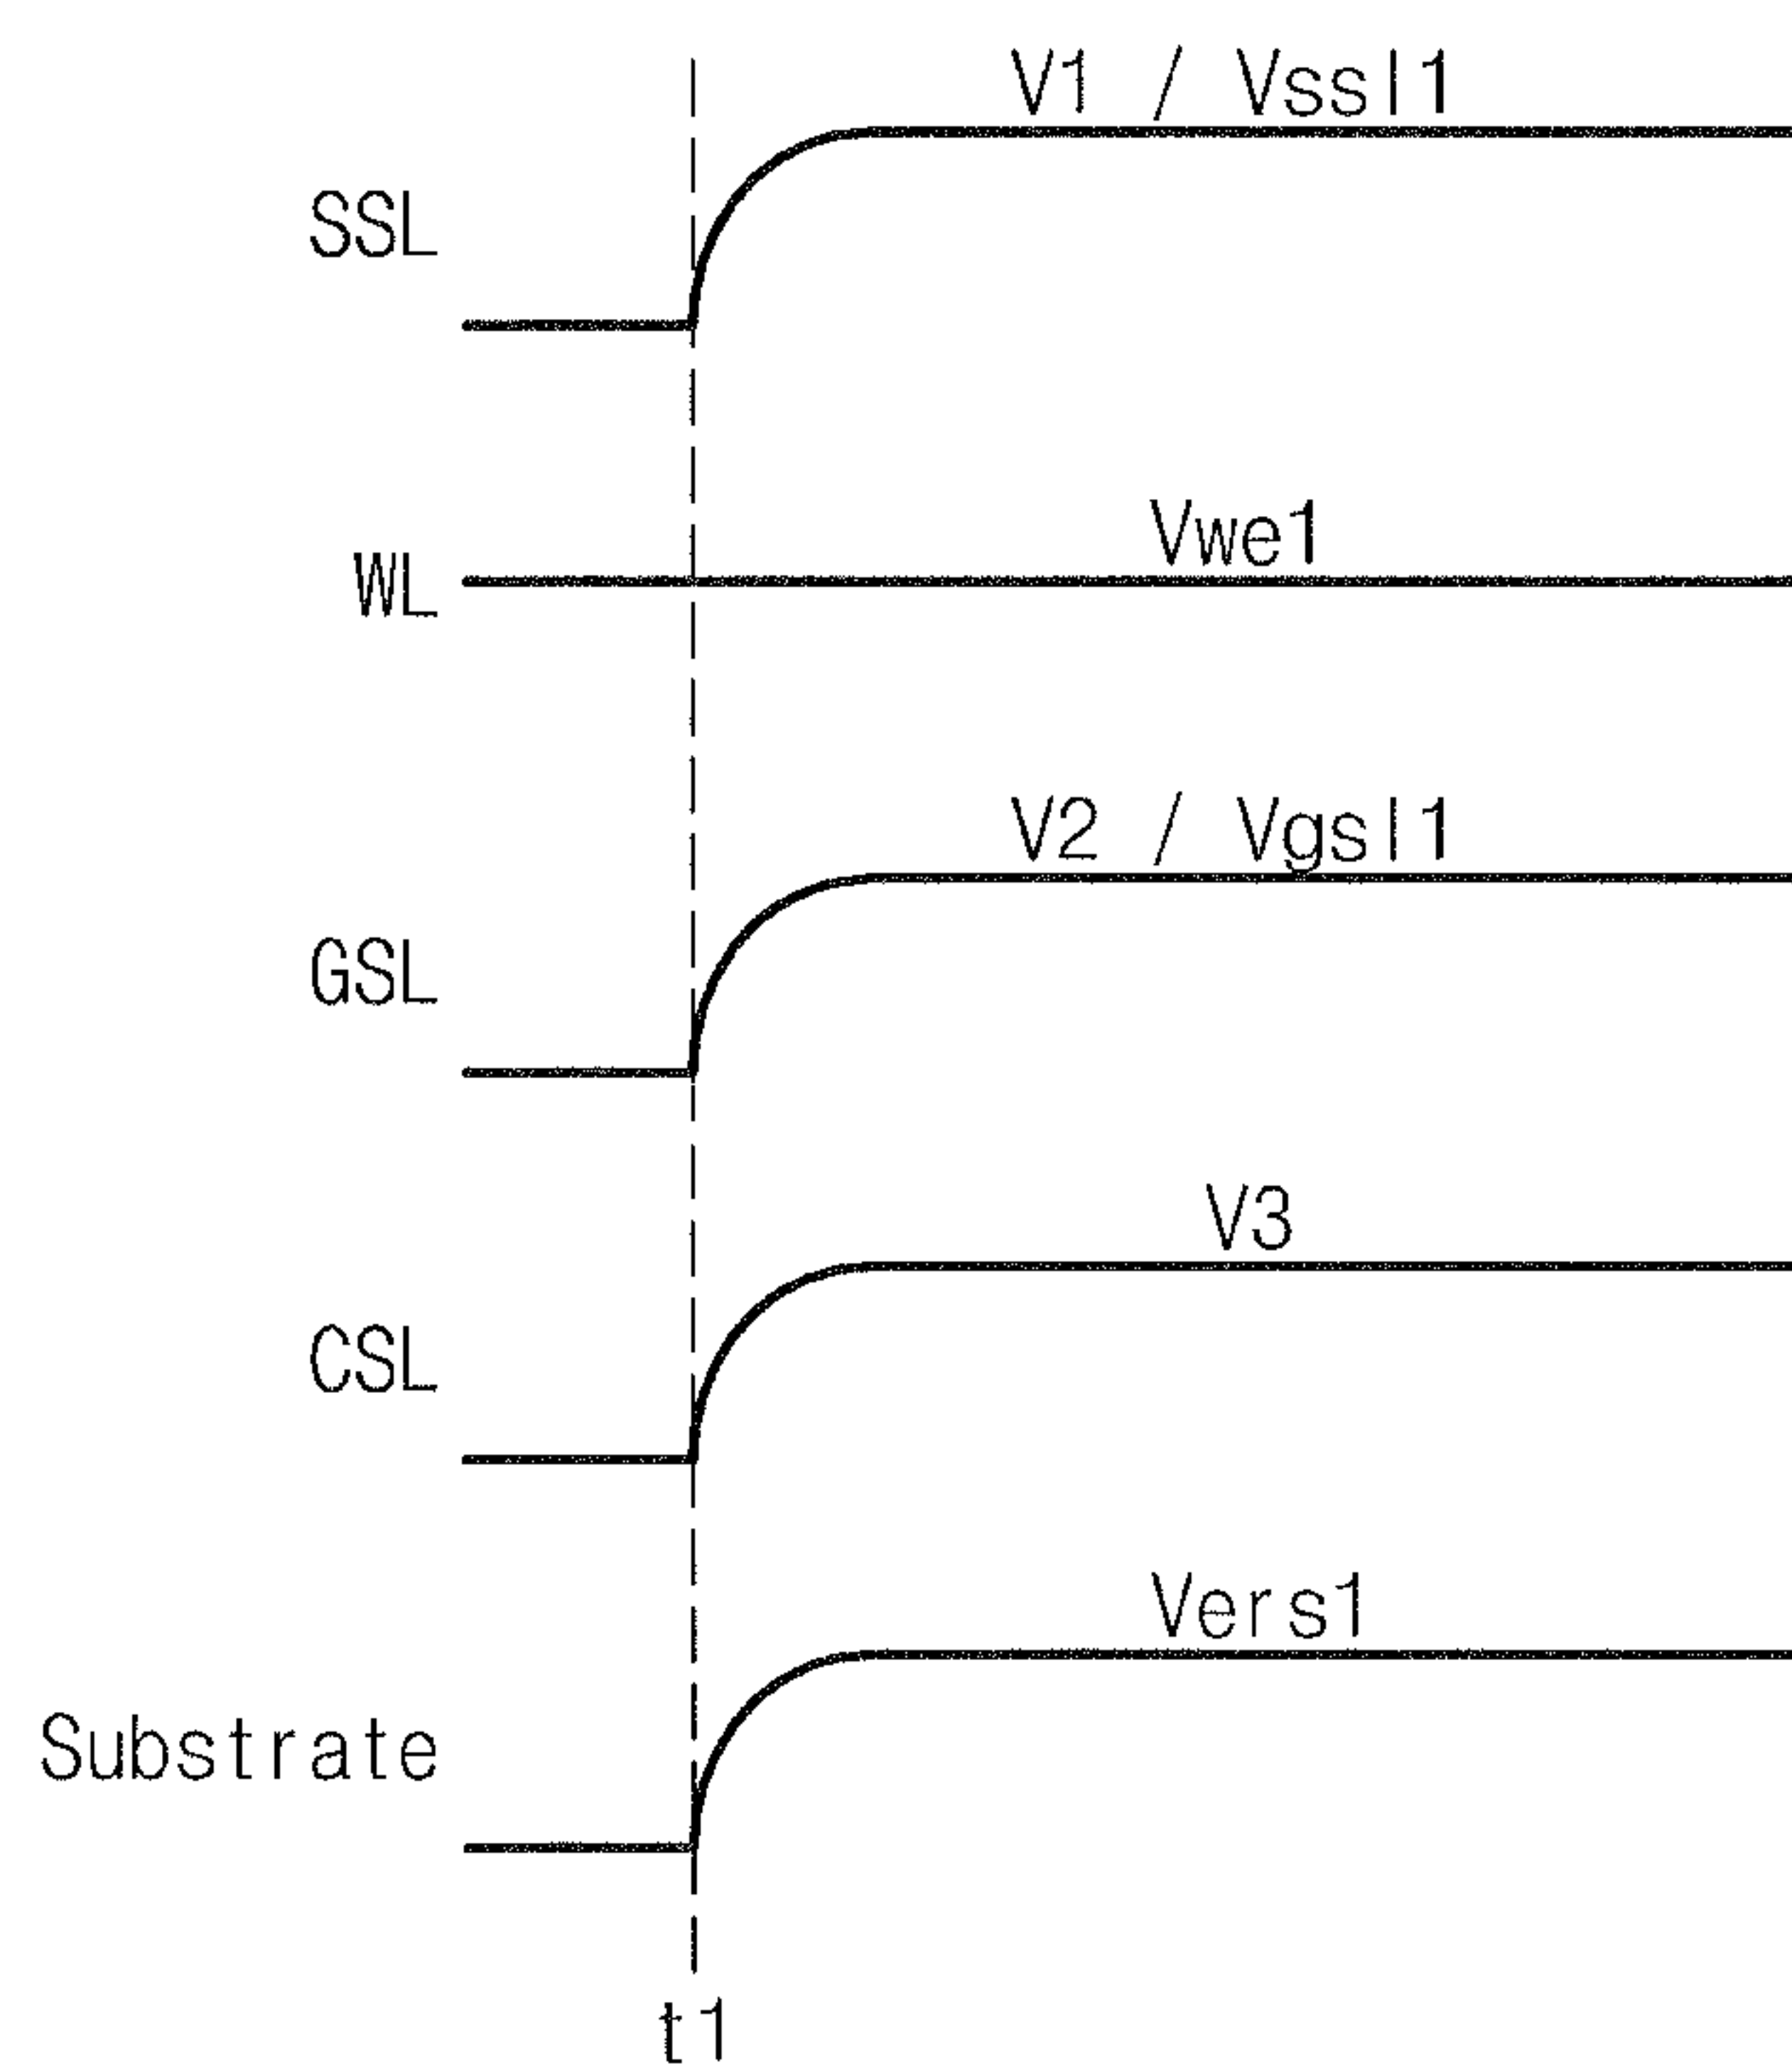 V1 / Vssl1
SSL
Vwe1
WL
V2 / Vgsl1
GSL
V3
CSL
Vers1
Substrate
t1